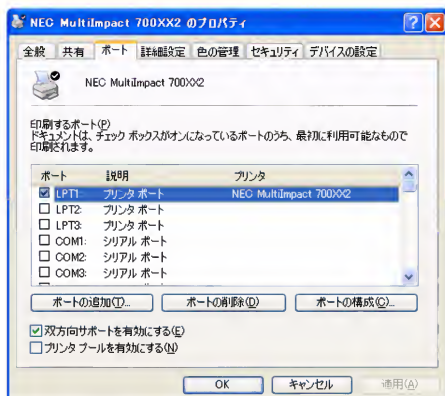 NEC MultiImpact 700XX2 のプロパティ
全般 共有 ポート 詳細設定 色の管理 セキュリティ デバイスの設定
NEC MultiImpact 700XX2
印刷するポート(P)
ドキュメントは、チェック ボックスがオンになっているポートのうち、最初に利用可能なもので
印刷されます。
ポート 説明 プリンタ
LPT1: プリンタ ポート NEC MultiImpact 700XX2
LPT2: プリンタ ポート
LPT3: プリンタ ポート
COM1: シリアル ポート
COM2: シリアル ポート
COM3: シリアル ポート
ポートの追加(T)... ポートの削除(D) ポートの構成(C)...
双方向サポートを有効にする(E)
プリンタ プールを有効にする(N)
OK キャンセル 適用(A)